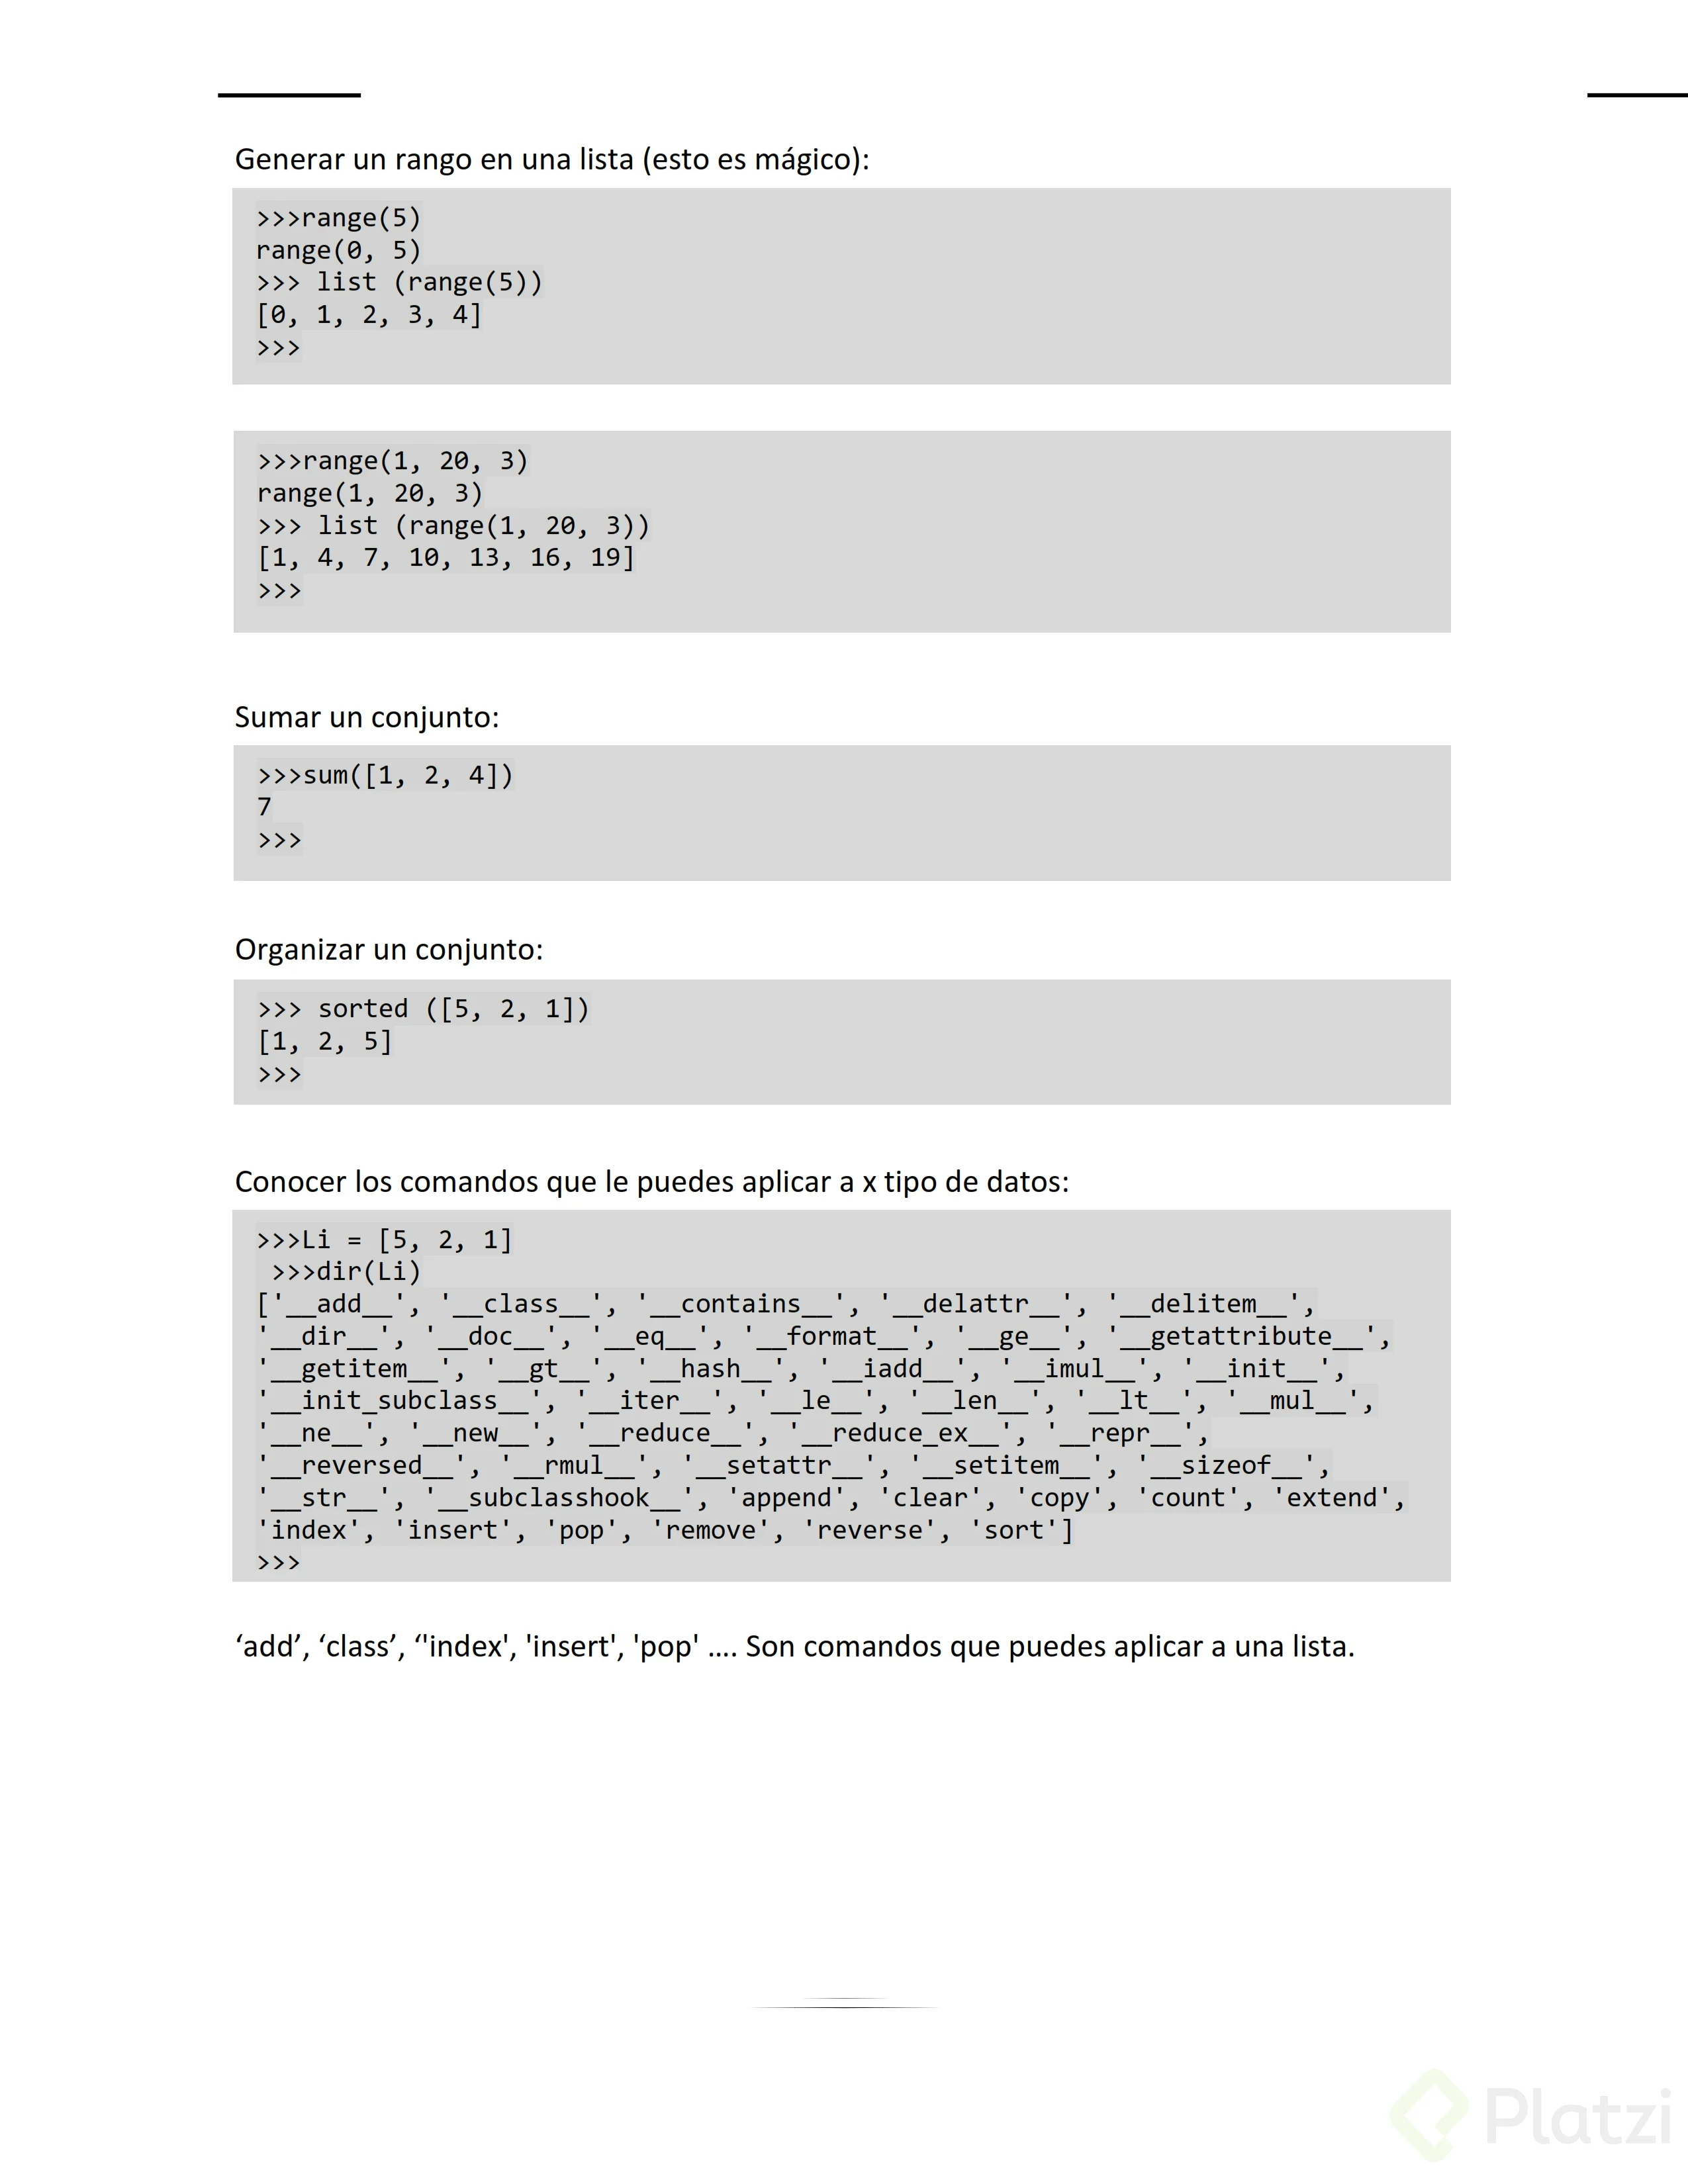 Generar un rango en una lista (esto es mágico):
>>>range(5)
range(0, 5)
>>> list (range(5))
[0, 1, 2, 3, 4]
>>>
>>>range(1, 20, 3)
range(1, 20, 3)
>>> list (range(1, 20, 3))
[1, 4, 7, 10, 13, 16, 19]
>>>
Sumar un conjunto:
>>>sum([1, 2, 4])
7
>>>
Organizar un conjunto:
>>> sorted ([5, 2, 1])
[1, 2, 5]
>>>
Conocer los comandos que le puedes aplicar a x tipo de datos:
>>>Li = [5, 2, 1]
>>>dir(Li)
['__add__', '__class__', '__contains__', '__delattr__', '__delitem__',
'__dir__', '__doc__', '__eq__', '__format__', '__ge__', '__getattribute__',
'__getitem__', '__gt__', '__hash__', '__iadd__', '__imul__', '__init__',
'__init_subclass__', '__iter__', '__le__', '__len__', '__lt__', '__mul__',
'__ne__', '__new__', '__reduce__', '__reduce_ex__', '__repr__',
'__reversed__', '__rmul__', '__setattr__', '__setitem__', '__sizeof__',
'__str__', '__subclasshook__', 'append', 'clear', 'copy', 'count', 'extend',
'index', 'insert', 'pop', 'remove', 'reverse', 'sort']
>>>
‘add’, ‘class’, ‘'index', 'insert', 'pop' .... Son comandos que puedes aplicar a una lista.
Platzi